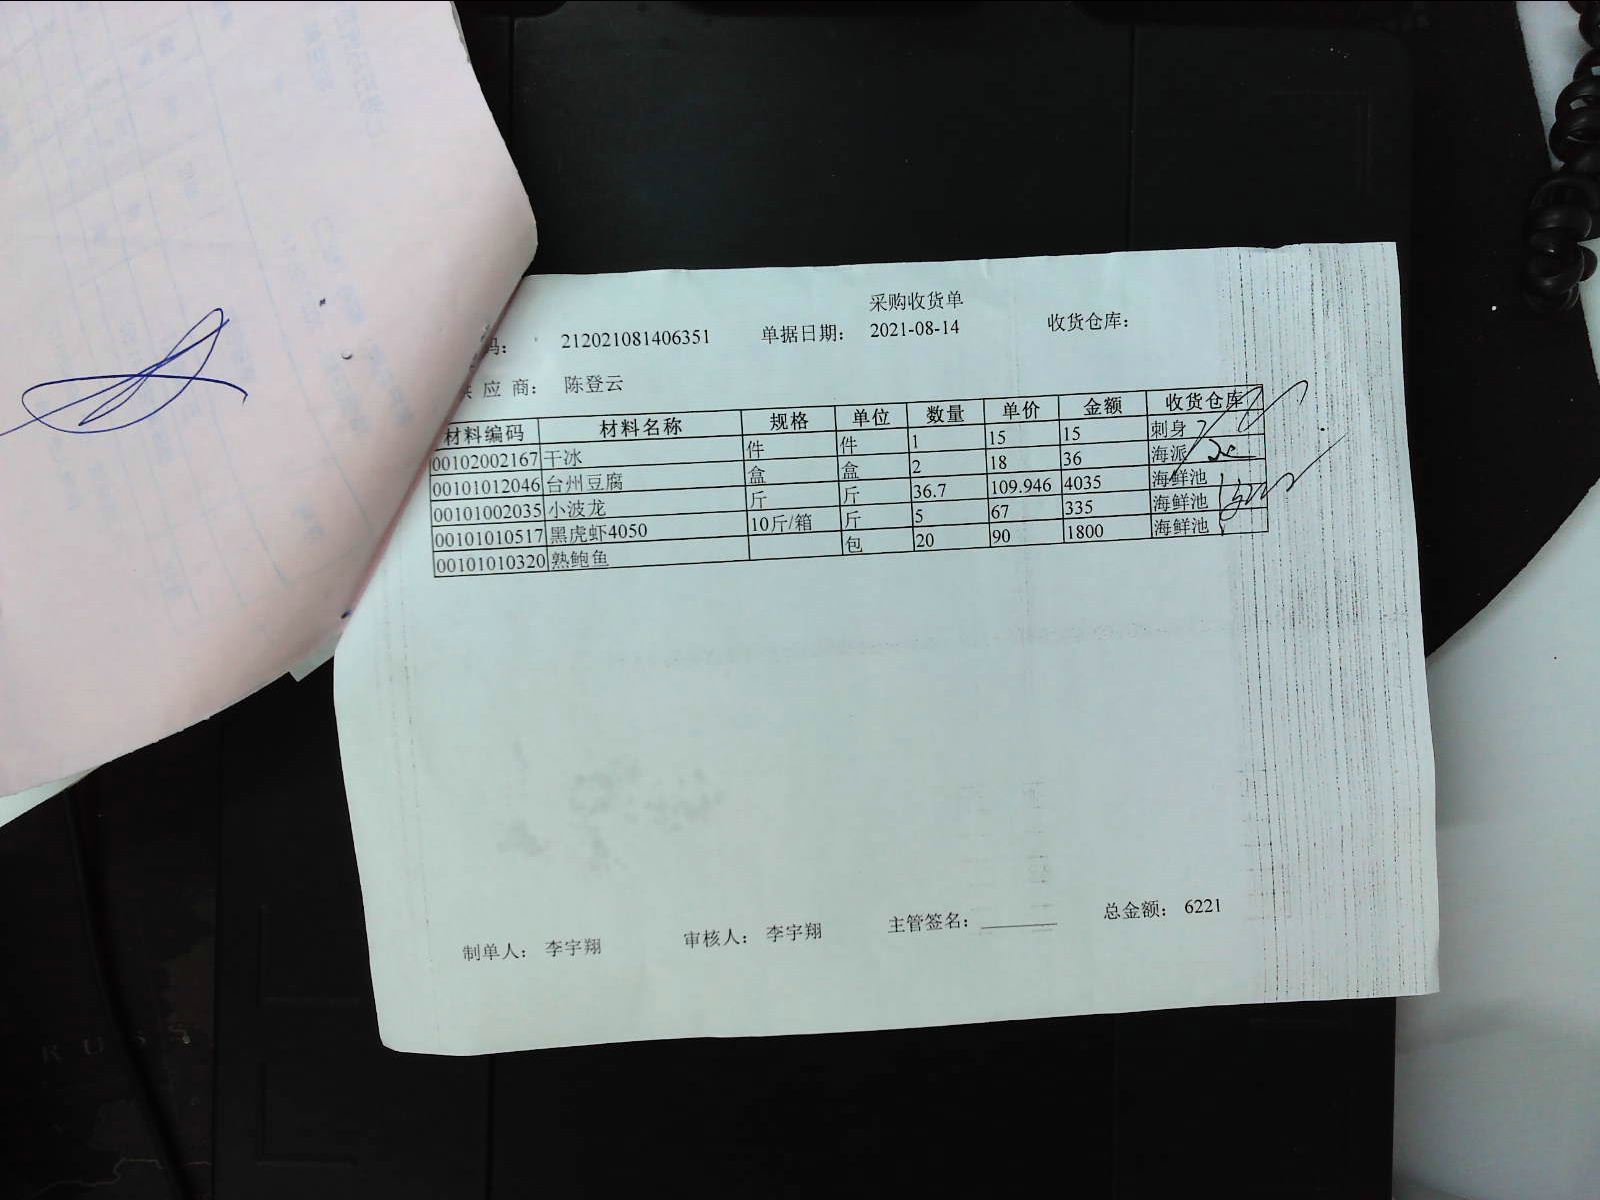 采购收货单
码： 212021081406351 单据日期： 2021-08-14 收货仓库：
应 商： 陈登云
材料编码 材料名称 规格 单位 数量 单价 金额 收货仓库
00102002167 干冰 件 件 1 15 15 刺身
00101012046 台州豆腐 盒 盒 2 18 36 海派
00101002035 小波龙 斤 斤 36.7 109.946 4035 海鲜池
00101010517 黑虎虾4050 10斤/箱 斤 5 67 335 海鲜池
00101010320 熟鲍鱼 包 20 90 1800 海鲜池
制单人： 李宇翔 审核人： 李宇翔 主管签名： 总金额： 6221